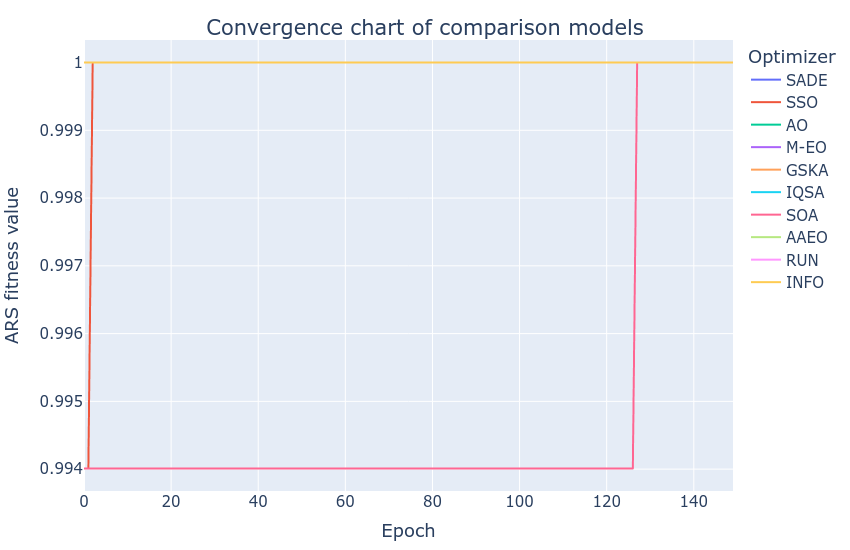 Convergence chart of comparison models
Optimizer
SADE
SSO
AO
M-EO
GSKA
IQSA
SOA
AAEO
RUN
INFO
ARS fitness value
1
0.999
0.998
0.997
0.996
0.995
0.994
0 20 40 60 80 100 120 140
Epoch